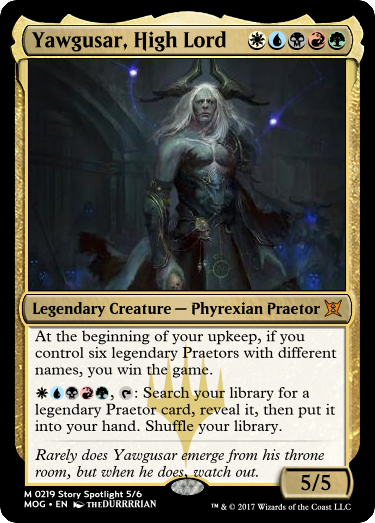 Yawgusar, High Lord
Legendary Creature — Phyrexian Praetor
At the beginning of your upkeep, if you
control six legendary Praetors with different
names, you win the game.
, : Search your library for a
legendary Praetor card, reveal it, then put it
into your hand. Shuffle your library.
Rarely does Yawgusar emerge from his throne
room, but when he does, watch out.
5/5
M 0219 Story Spotlight 5/6
MOG • EN THEDURRRRIAN
™ & © 2017 Wizards of the Coast LLC